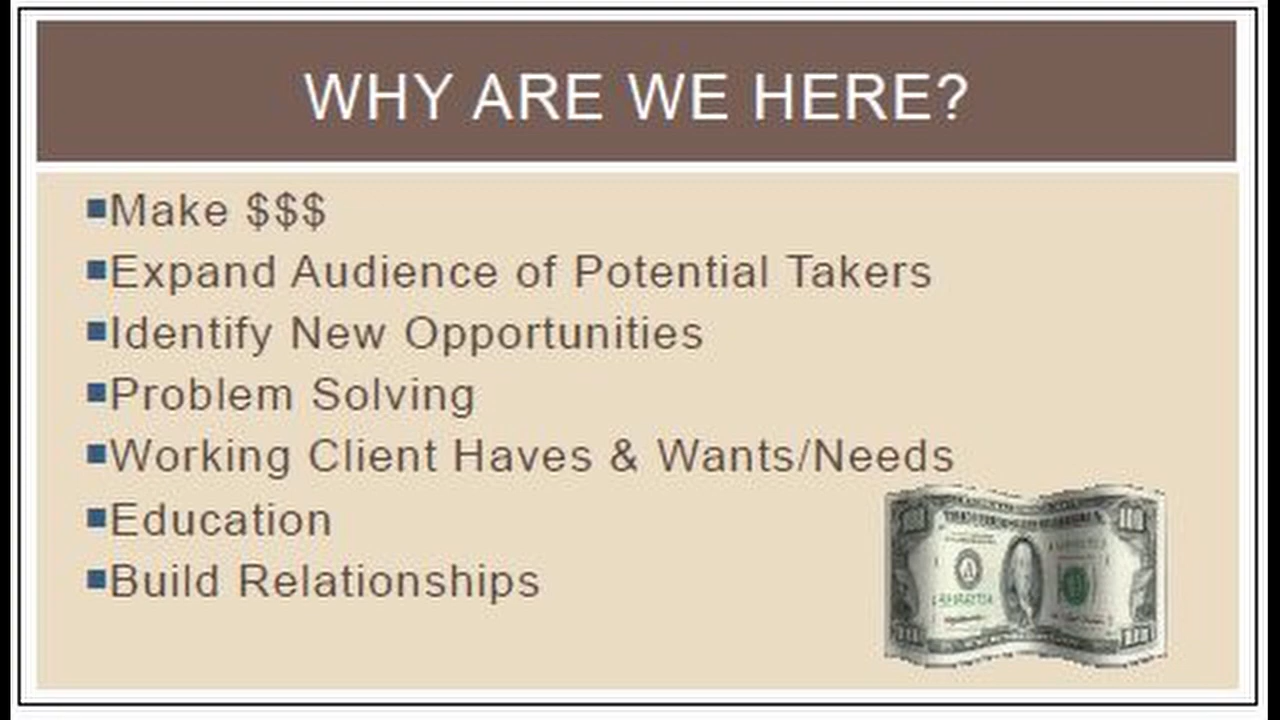 WHY ARE WE HERE?
■Make $$$
■Expand Audience of Potential Takers
■Identify New Opportunities
■Problem Solving
■Working Client Haves & Wants/Needs
■Education
■Build Relationships